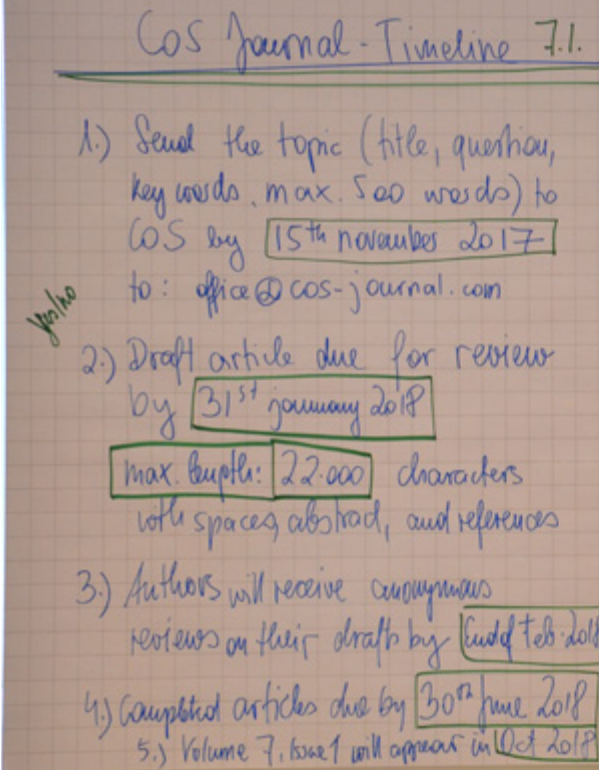 COS Journal - Timeline 7.1.
1.) Send the topic (title, question,
key words, max. 500 words) to
COS by 15th november 2017
to: office@cos-journal.com
yes/no
2.) Draft article due for review
by 31st january 2018
max. length: 22.000 characters
with spaces, abstract, and references
3.) Authors will receive anonymous
reviews on their drafts by End of Feb. 2018
4.) Completed articles due by 30th June 2018
5.) Volume 7, Issue 1 will appear in Oct 2018